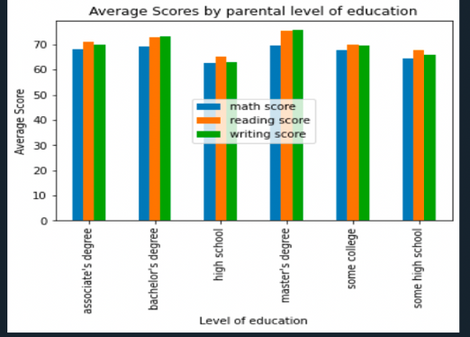 Average Scores by parental level of education
Average Score
70
60
50
40
30
20
10
0
math score
reading score
writing score
associate's degree
bachelor's degree
high school
master's degree
some college
some high school
Level of education